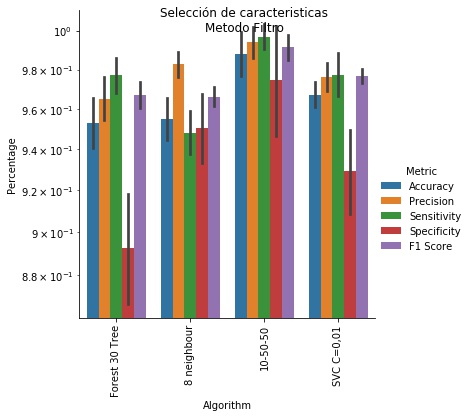 Selección de caracteristicas
Metodo Filtro
10⁰
9.8 × 10⁻¹
9.6 × 10⁻¹
9.4 × 10⁻¹
9.2 × 10⁻¹
9 × 10⁻¹
8.8 × 10⁻¹
Percentage
Forest 30 Tree
8 neighbour
10-50-50
SVC C=0,01
Algorithm
Metric
Accuracy
Precision
Sensitivity
Specificity
F1 Score